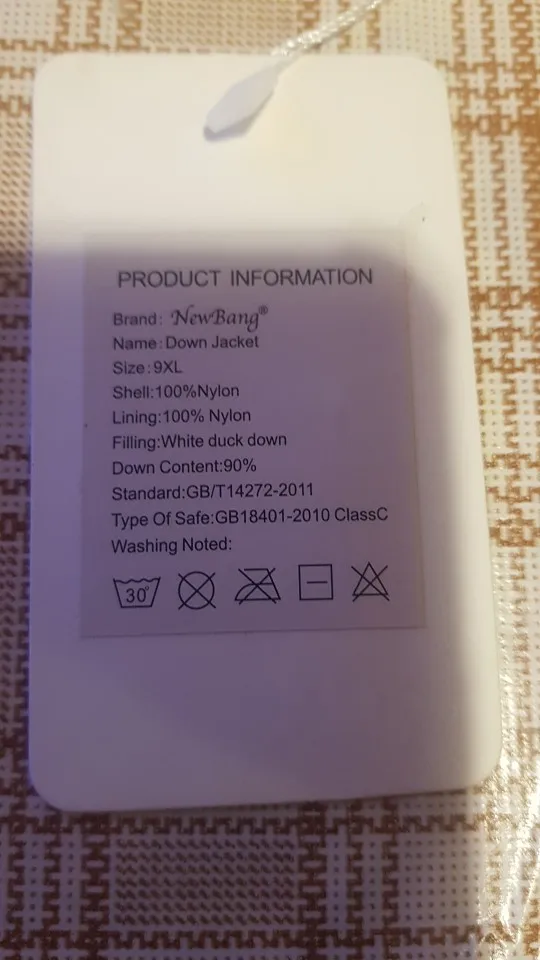 PRODUCT INFORMATION
Brand: NewBang®
Name:Down Jacket
Size:9XL
Shell:100%Nylon
Lining:100% Nylon
Filling:White duck down
Down Content:90%
Standard:GB/T14272-2011
Type Of Safe:GB18401-2010 ClassC
Washing Noted:
30°